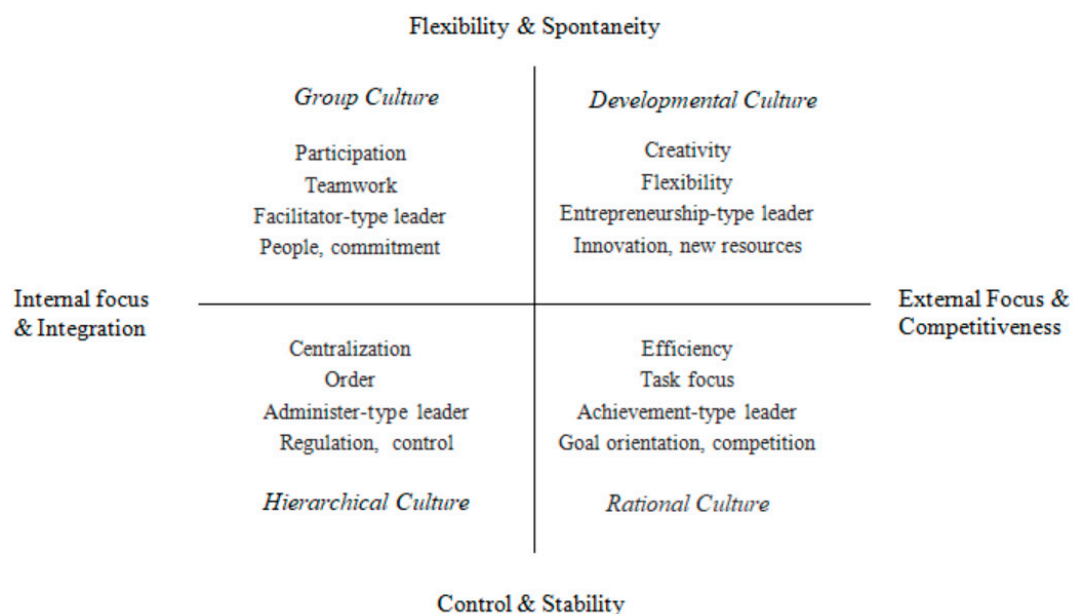 Flexibility & Spontaneity
Group Culture
Participation
Teamwork
Facilitator-type leader
People, commitment
Developmental Culture
Creativity
Flexibility
Entrepreneurship-type leader
Innovation, new resources
Internal focus
& Integration
External Focus &
Competitiveness
Centralization
Order
Administer-type leader
Regulation, control
Hierarchical Culture
Efficiency
Task focus
Achievement-type leader
Goal orientation, competition
Rational Culture
Control & Stability